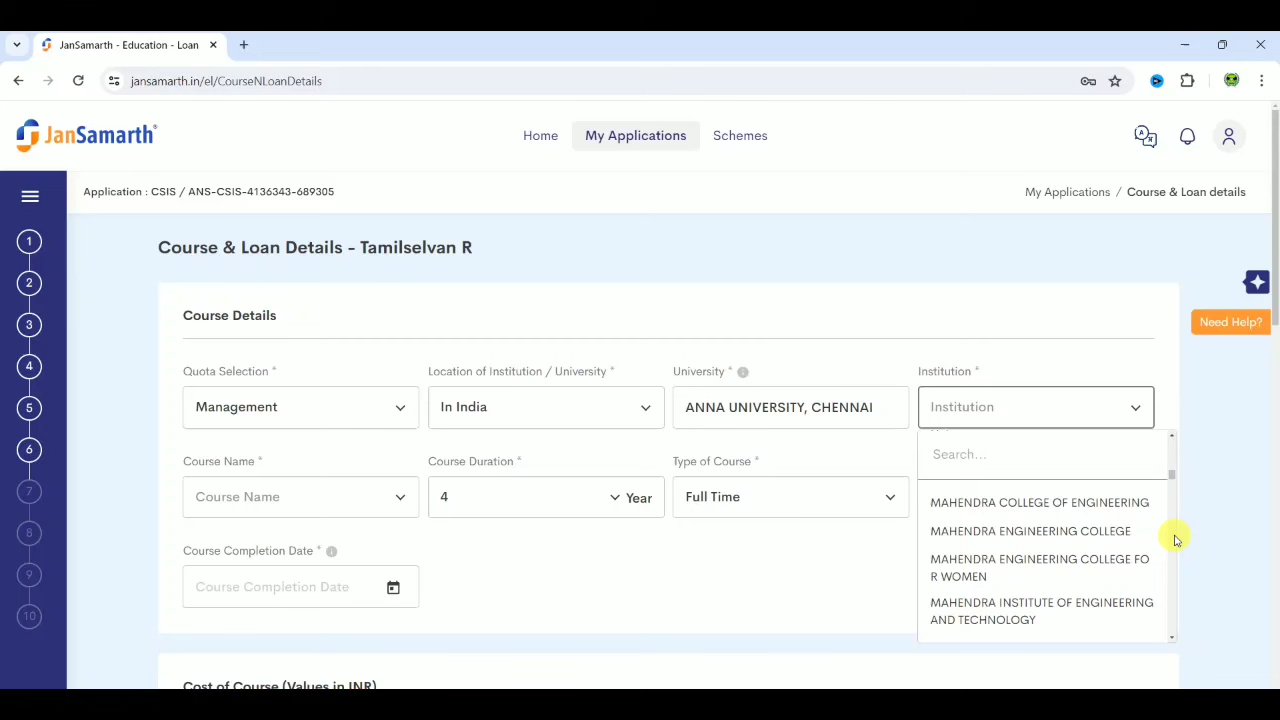 JanSamarth - Education - Loan
jansamarth.in/el/CourseNLoanDetails
JanSamarth®
Home
My Applications
Schemes
Application : CSIS / ANS-CSIS-4136343-689305
My Applications / Course & Loan details
1
2
3
4
5
6
7
8
9
10
Course & Loan Details - Tamilselvan R
Need Help?
Course Details
Quota Selection *
Location of Institution / University *
University *
Institution *
Management
In India
ANNA UNIVERSITY, CHENNAI
Institution
Search...
MAHENDRA COLLEGE OF ENGINEERING
MAHENDRA ENGINEERING COLLEGE
MAHENDRA ENGINEERING COLLEGE FO
R WOMEN
MAHENDRA INSTITUTE OF ENGINEERING
AND TECHNOLOGY
Course Name *
Course Duration *
Type of Course *
Course Name
4
Year
Full Time
Course Completion Date *
Course Completion Date
Cost of Course (Values in INR)